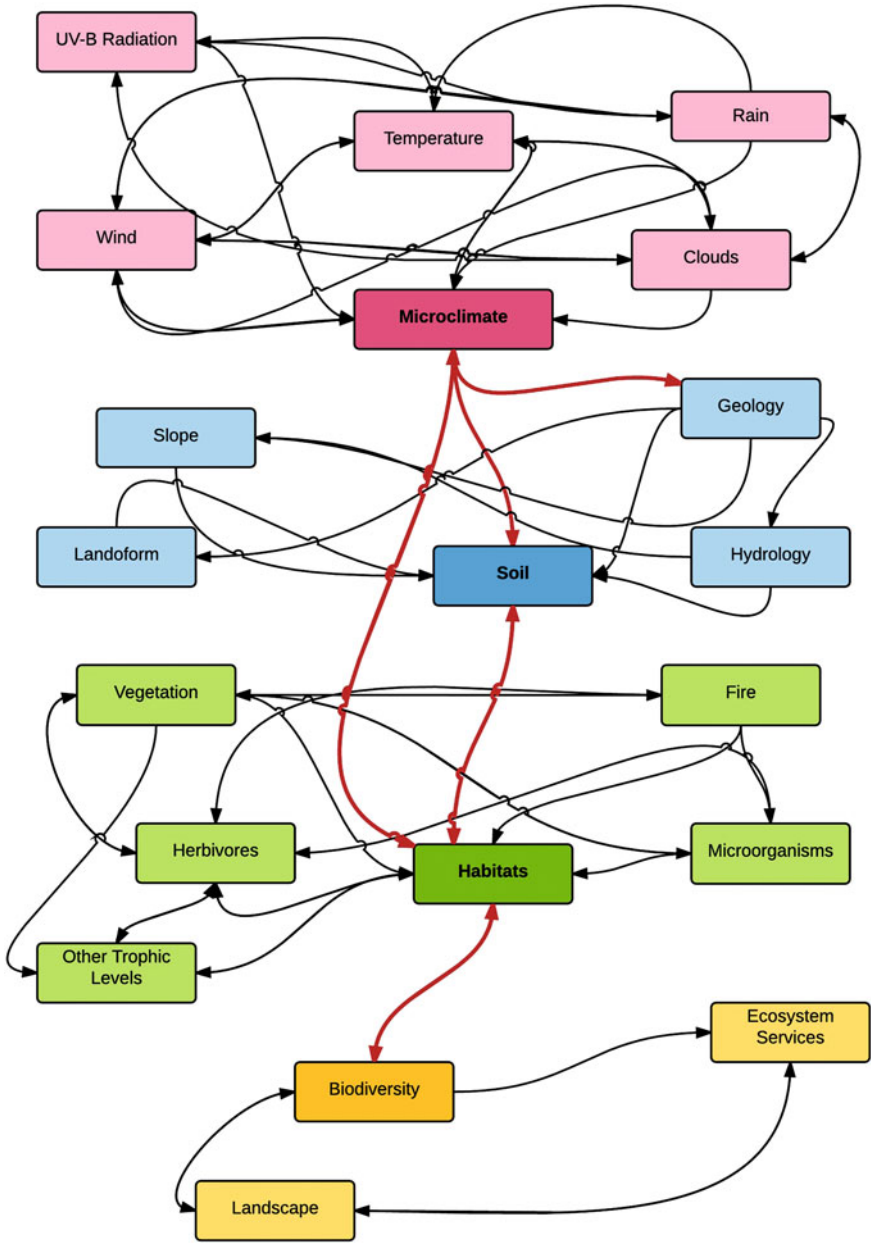 UV-B Radiation
Rain
Temperature
Wind
Clouds
Microclimate
Geology
Slope
Landoform
Hydrology
Soil
Vegetation
Fire
Herbivores
Microorganisms
Habitats
Other Trophic
Levels
Ecosystem
Services
Biodiversity
Landscape